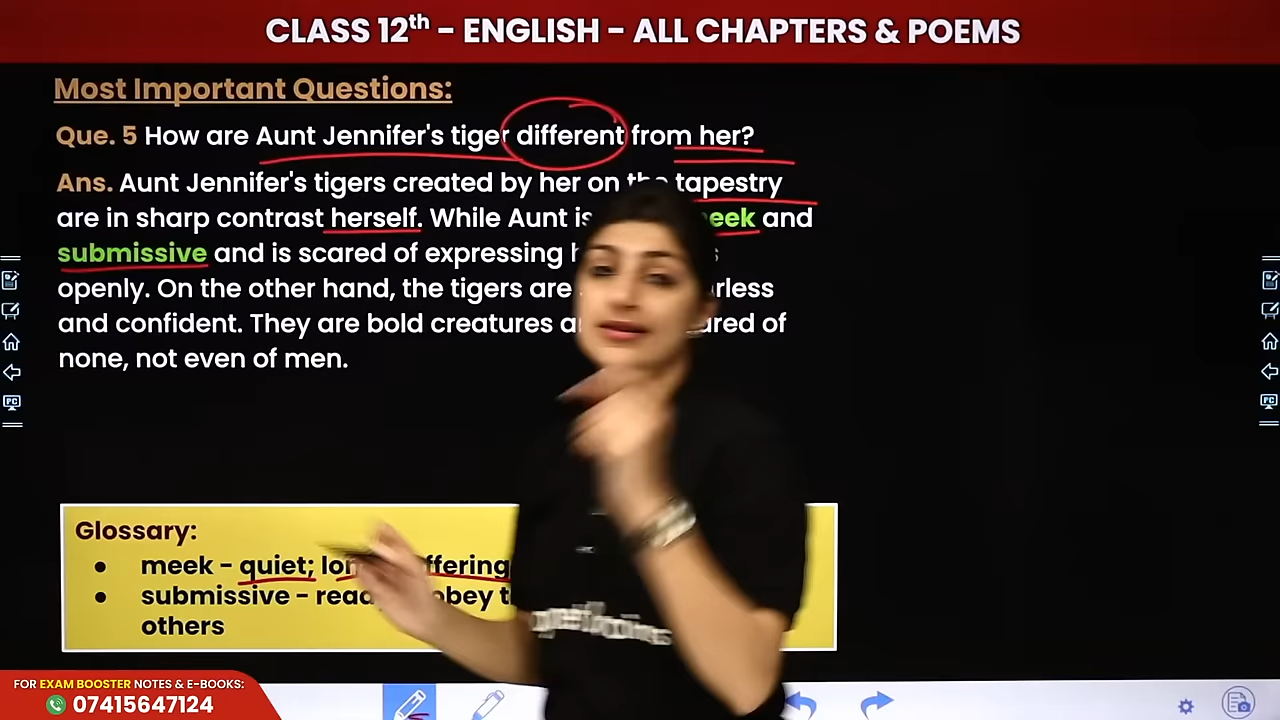 CLASS 12th - ENGLISH - ALL CHAPTERS & POEMS
Most Important Questions:
Que. 5 How are Aunt Jennifer's tiger different from her?
Ans. Aunt Jennifer's tigers created by her on the tapestry
are in sharp contrast herself. While Aunt is and
submissive and is scared of expressing
openly. On the other hand, the tigers are
and confident. They are bold creatures of
none, not even of men.
Glossary:
● meek - quiet;
● submissive - obey
others
FOR EXAM BOOSTER NOTES & E-BOOKS:
07415647124
PC
PC